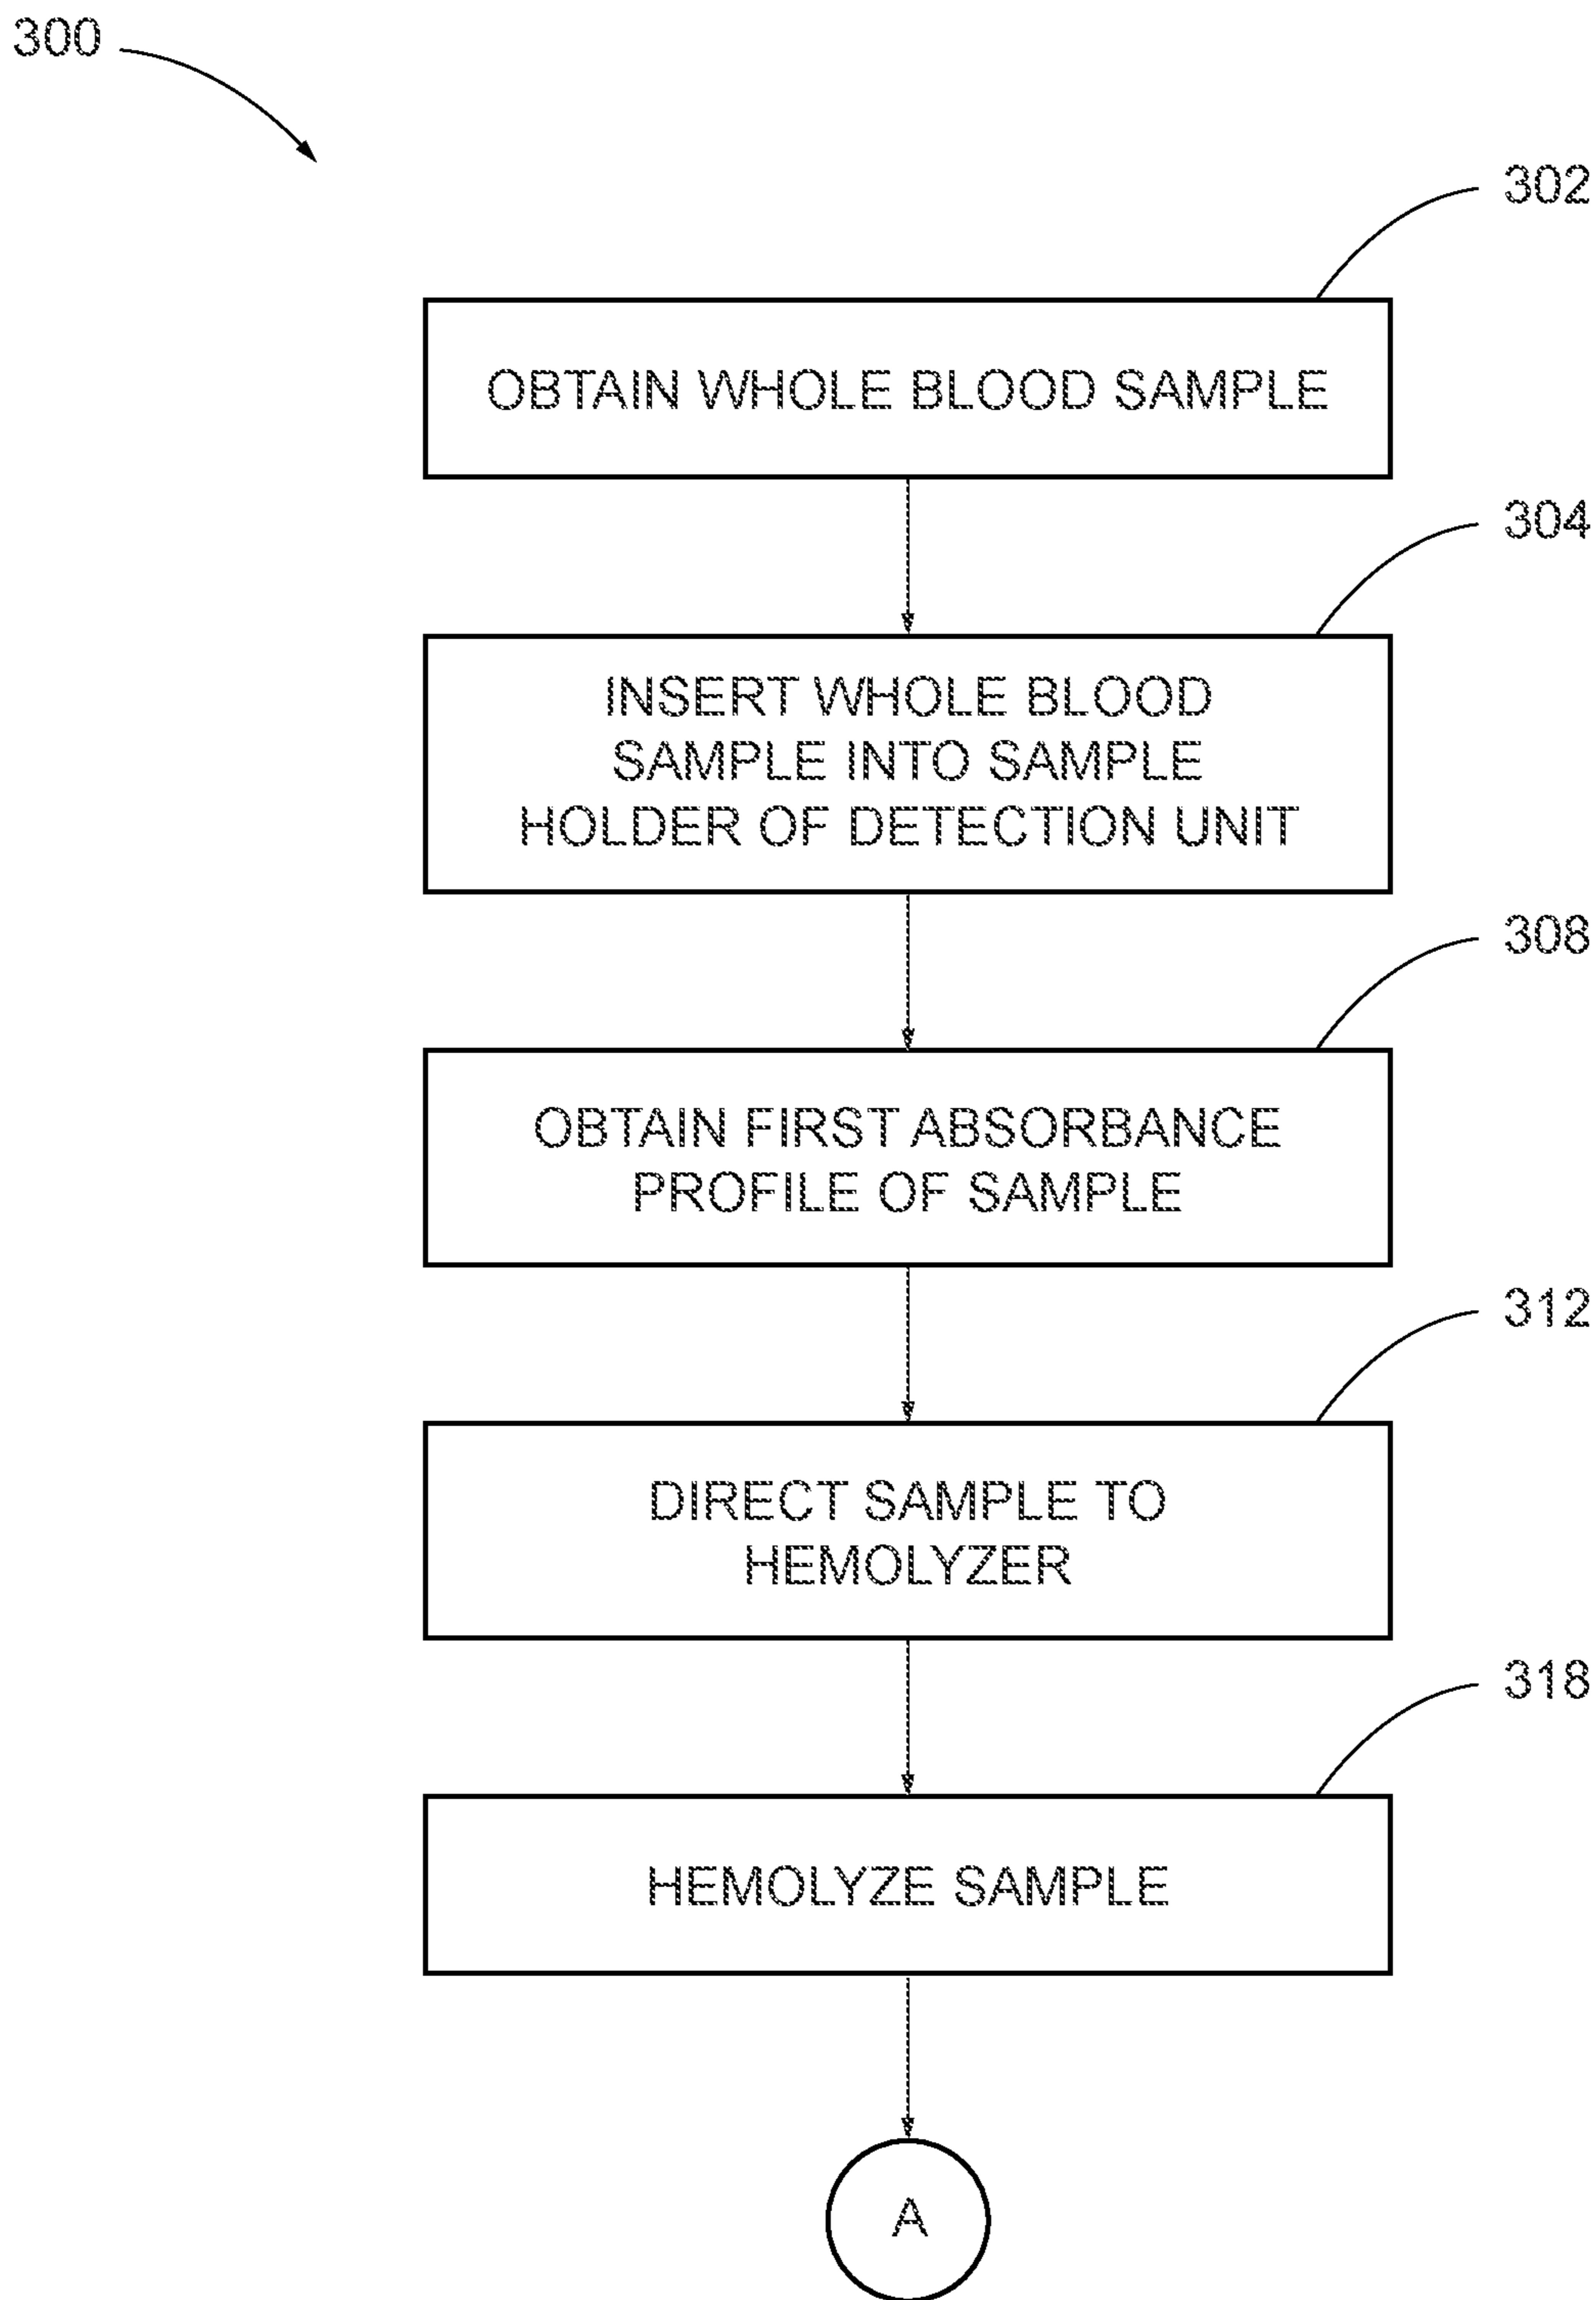 300
302
OBTAIN WHOLE BLOOD SAMPLE
304
INSERT WHOLE BLOOD
SAMPLE INTO SAMPLE
HOLDER OF DETECTION UNIT
308
OBTAIN FIRST ABSORBANCE
PROFILE OF SAMPLE
312
DIRECT SAMPLE TO
HEMOLYZER
318
HEMOLYZE SAMPLE
A